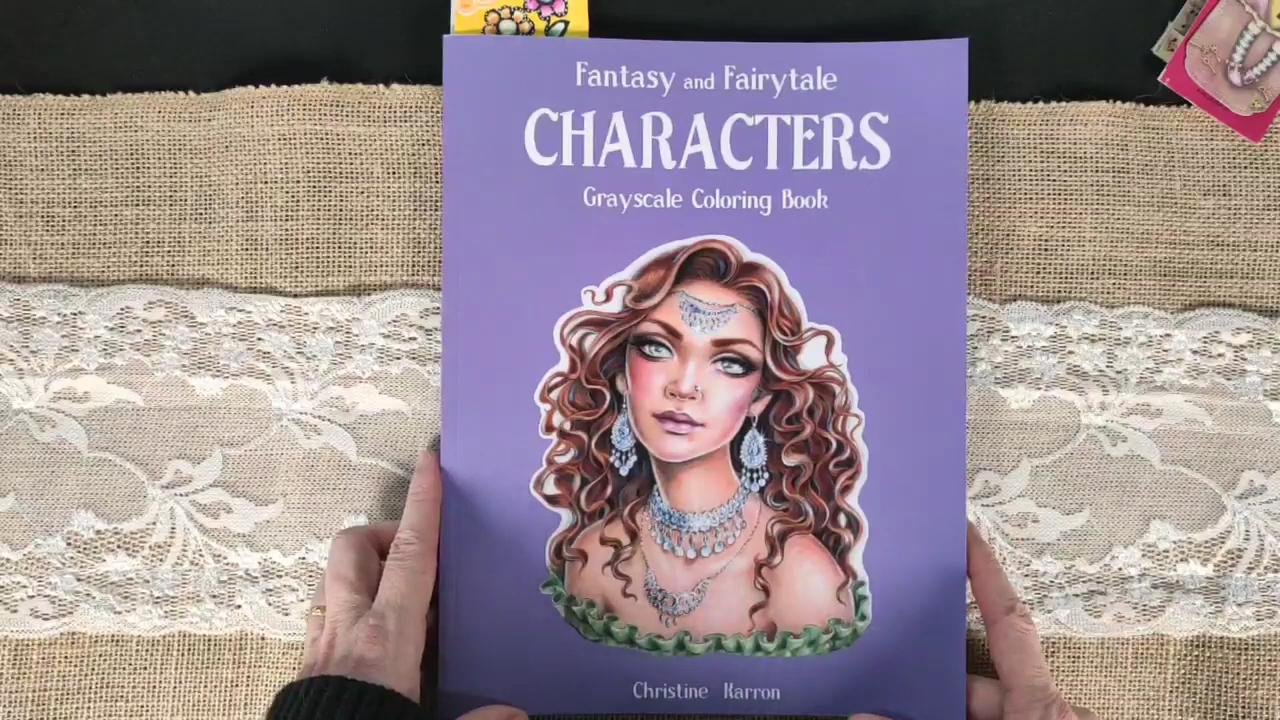 Fantasy and Fairytale
CHARACTERS
Grayscale Coloring Book
Christine Karron